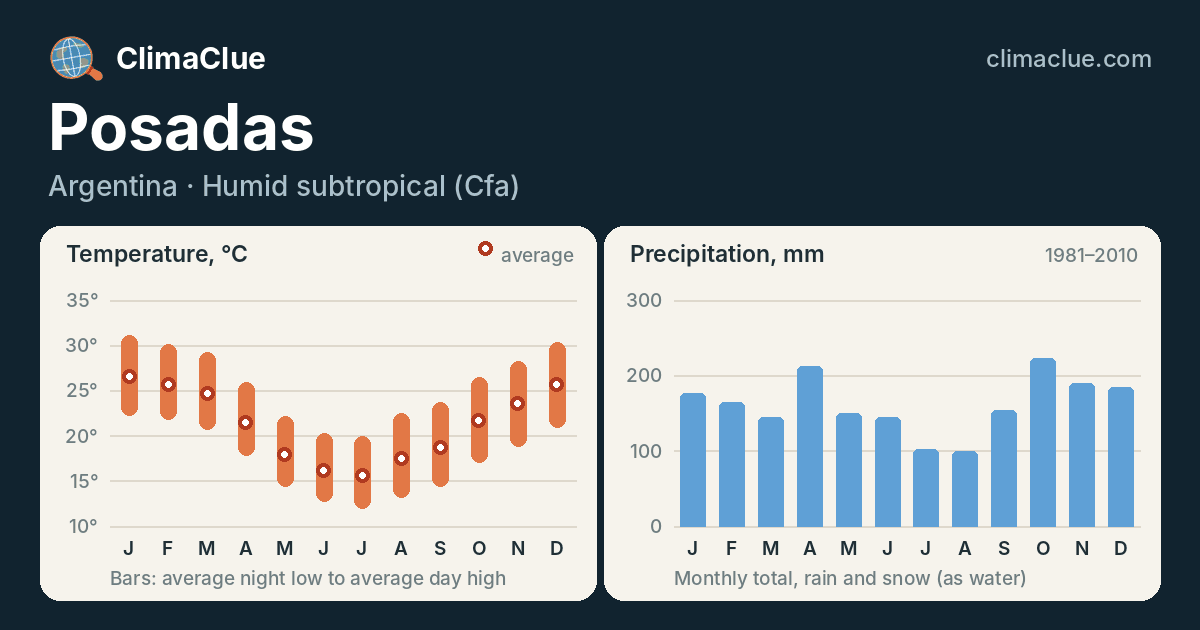 ClimaClue
climaclue.com
Posadas
Argentina · Humid subtropical (Cfa)
Temperature, °C
average
35°
30°
25°
20°
15°
10°
J F M A M J J A S O N D
Bars: average night low to average day high
Precipitation, mm
1981–2010
300
200
100
0
J F M A M J J A S O N D
Monthly total, rain and snow (as water)